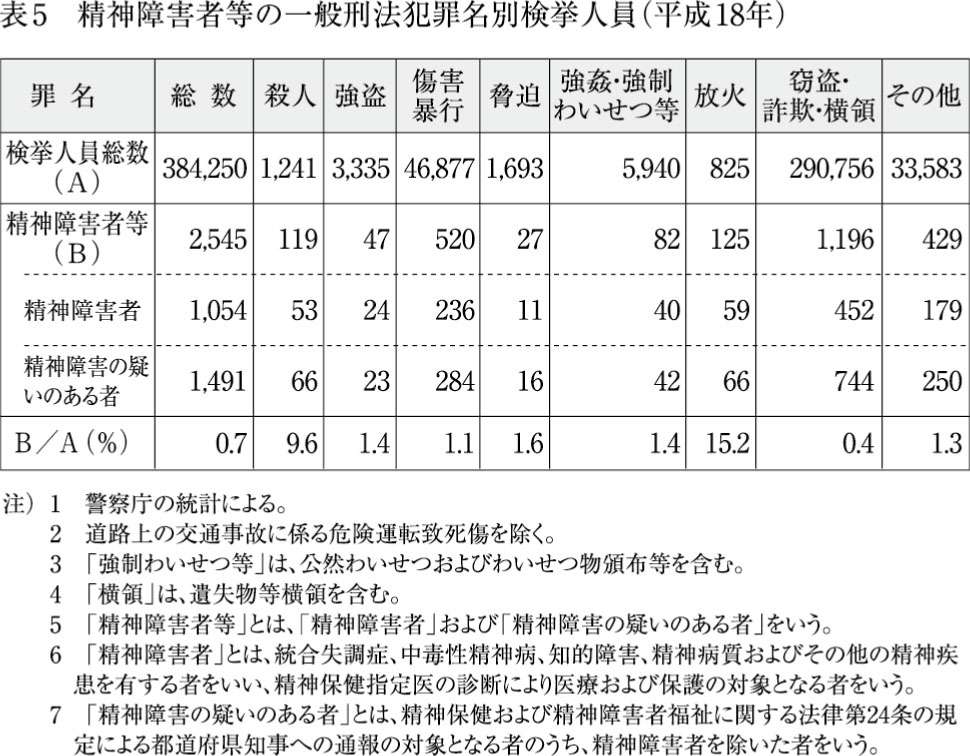 表5 精神障害者等の一般刑法犯罪名別検挙人員（平成18年）
罪 名 総 数 殺人 強盗 傷害暴行 脅迫 強姦・強制わいせつ等 放火 窃盗・詐欺・横領 その他
検挙人員総数（A） 384,250 1,241 3,335 46,877 1,693 5,940 825 290,756 33,583
精神障害者等（B） 2,545 119 47 520 27 82 125 1,196 429
精神障害者 1,054 53 24 236 11 40 59 452 179
精神障害の疑いのある者 1,491 66 23 284 16 42 66 744 250
B／A（%） 0.7 9.6 1.4 1.1 1.6 1.4 15.2 0.4 1.3
注）1 警察庁の統計による。
2 道路上の交通事故に係る危険運転致死傷を除く。
3 「強制わいせつ等」は、公然わいせつおよびわいせつ物頒布等を含む。
4 「横領」は、遺失物等横領を含む。
5 「精神障害者等」とは、「精神障害者」および「精神障害の疑いのある者」をいう。
6 「精神障害者」とは、統合失調症、中毒性精神病、知的障害、精神病質およびその他の精神疾
患を有する者をいい、精神保健指定医の診断により医療および保護の対象となる者をいう。
7 「精神障害の疑いのある者」とは、精神保健および精神障害者福祉に関する法律第24条の規
定による都道府県知事への通報の対象となる者のうち、精神障害者を除いた者をいう。